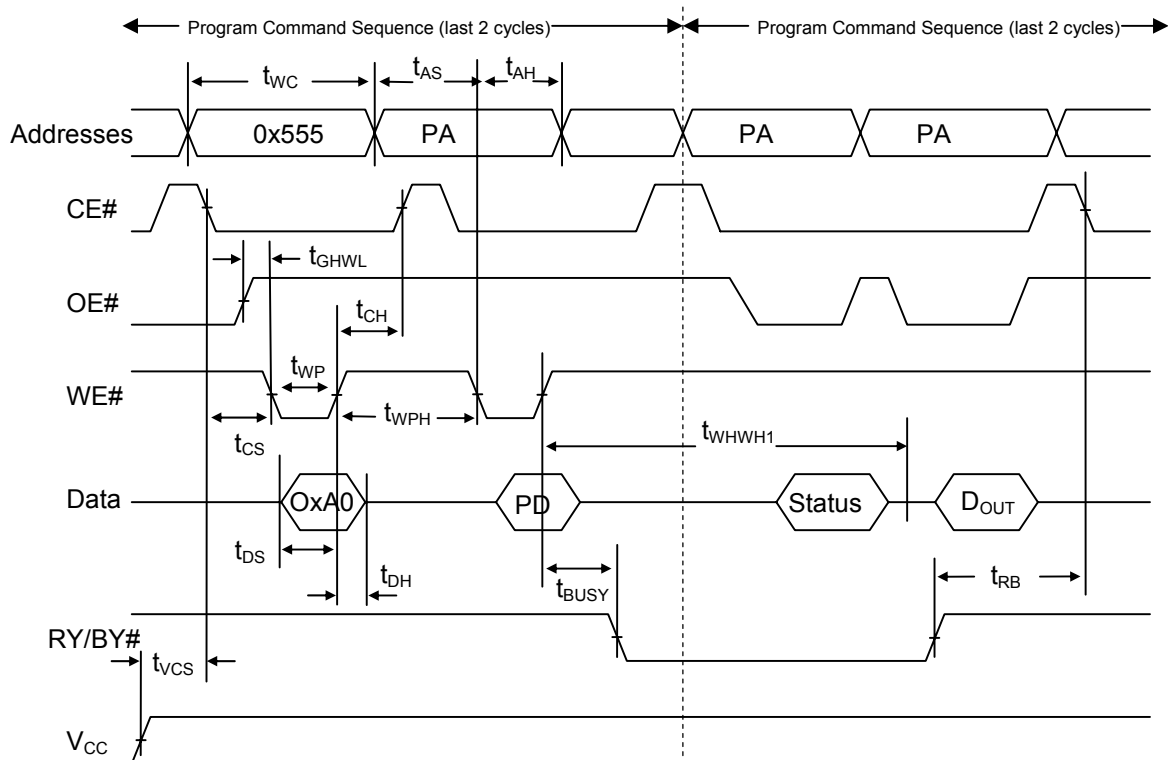 Program Command Sequence (last 2 cycles) Program Command Sequence (last 2 cycles)
tWC tAS tAH
Addresses 0x555 PA PA PA
CE#
tGHWL
OE#
tCH
tWP
WE#
tWPH
tWHWH1
tCS
Data OxA0 PD Status DOUT
tDS
tDH
tBUSY
tRB
RY/BY#
tVCS
VCC